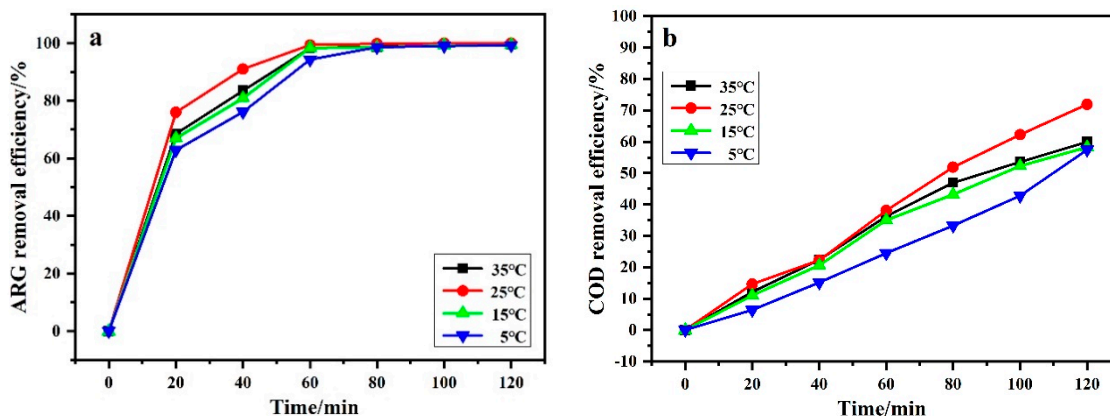 a
ARG removal efficiency/%
100
80
60
40
20
0
35°C
25°C
15°C
5°C
0 20 40 60 80 100 120
Time/min
b
COD removal efficiency/%
100
90
80
70
60
50
40
30
20
10
0
-10
35°C
25°C
15°C
5°C
0 20 40 60 80 100 120
Time/min